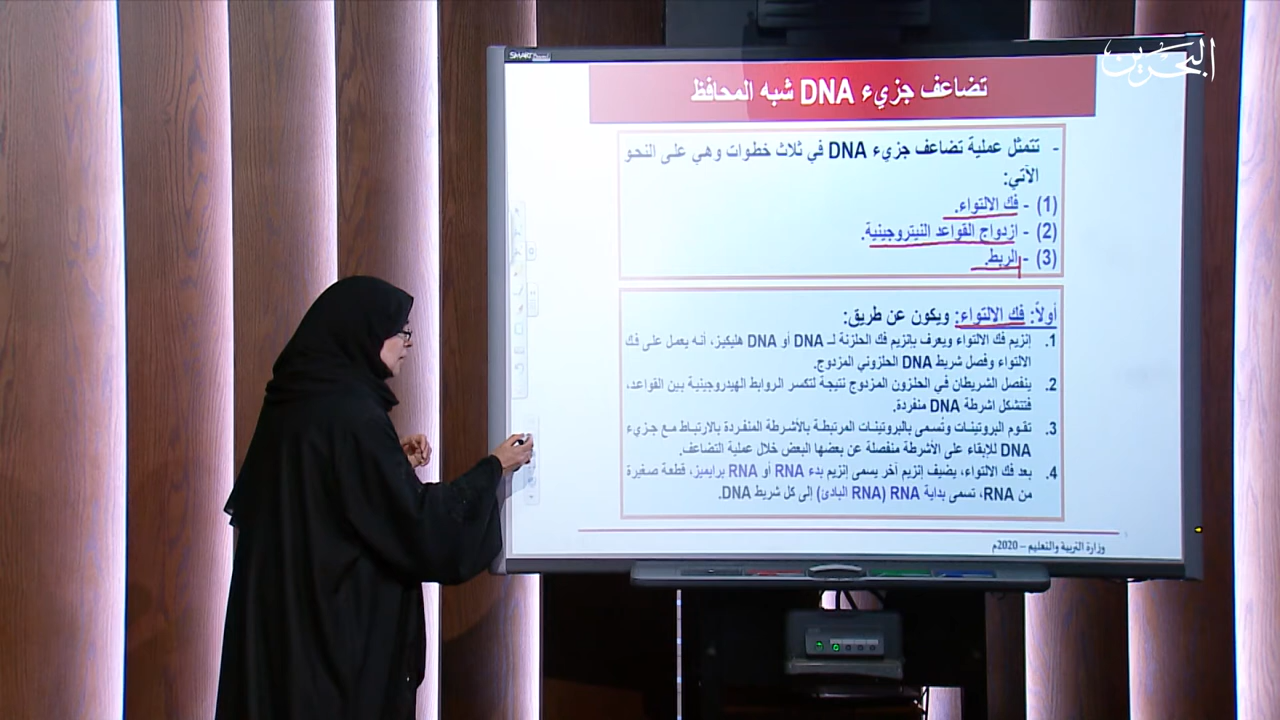 البحرين
SMART
تضاعف جزيء DNA شبه المحافظ
- تتمثل عملية تضاعف جزيء DNA في ثلاث خطوات وهي على النحو
الآتي:
(1) - فك الالتواء.
(2) - ازدواج القواعد النيتروجينية.
(3) - الربط.
أولاً: فك الالتواء: ويكون عن طريق:
1. إنزيم فك الالتواء ويعرف بإنزيم فك الحلزنة لـ DNA أو DNA هليكيز، أنه يعمل على فك
الالتواء وفصل شريط DNA الحلزوني المزدوج.
2. ينفصل الشريطان في الحلزون المزدوج نتيجة لتكسر الروابط الهيدروجينية بين القواعد،
فتتشكل اشرطة DNA منفردة.
3. تقوم البروتينات وتُسمى بالبروتينات المرتبطة بالأشرطة المنفردة بالارتباط مع جزيء
DNA للإبقاء على الأشرطة منفصلة عن بعضها البعض خلال عملية التضاعف.
4. بعد فك الالتواء، يضيف إنزيم آخر يسمى إنزيم بدء RNA أو RNA برايميز، قطعة صغيرة
من RNA، تسمى بداية RNA (RNA البادئ) إلى كل شريط DNA.
وزارة التربية والتعليم – 2020م